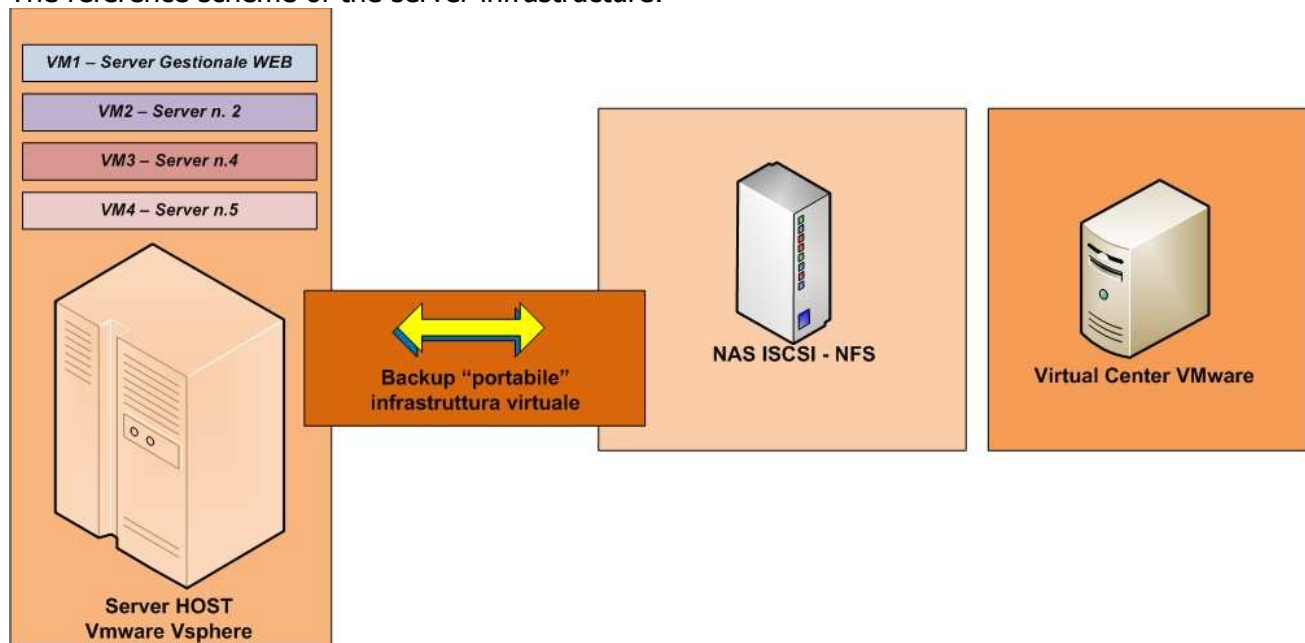 The reference scheme of the server infrastructure:
VM1 – Server Gestionale WEB
VM2 – Server n. 2
VM3 – Server n.4
VM4 – Server n.5
Server HOST
Vmware Vsphere
Backup “portabile”
infrastruttura virtuale
NAS ISCSI - NFS
Virtual Center VMware